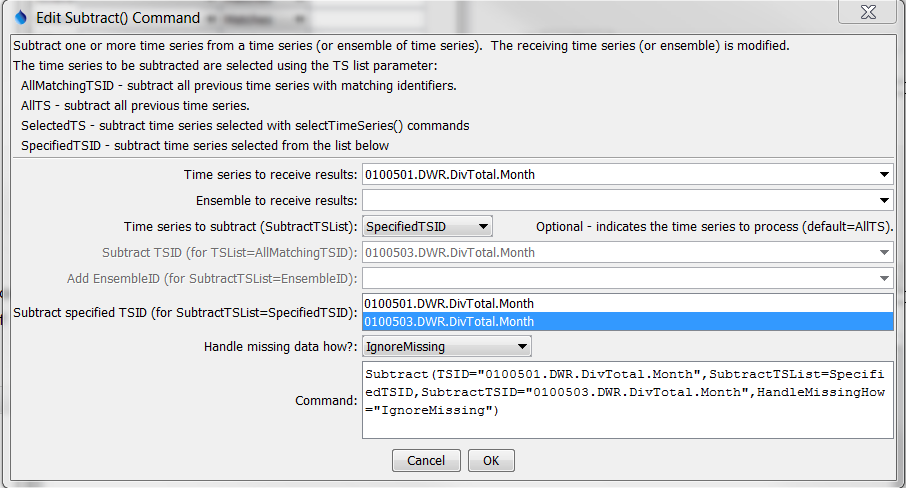 Edit Subtract() Command
Subtract one or more time series from a time series (or ensemble of time series).  The receiving time series (or ensemble) is modified.
The time series to be subtracted are selected using the TS list parameter:
AllMatchingTSID - subtract all previous time series with matching identifiers.
AllTS - subtract all previous time series.
SelectedTS - subtract time series selected with selectTimeSeries() commands
SpecifiedTSID - subtract time series selected from the list below
Time series to receive results: 0100501.DWR.DivTotal.Month
Ensemble to receive results:
Time series to subtract (SubtractTSList): SpecifiedTSID Optional - indicates the time series to process (default=AllTS).
Subtract TSID (for TSList=AllMatchingTSID): 0100503.DWR.DivTotal.Month
Add EnsembleID (for SubtractTSList=EnsembleID):
0100501.DWR.DivTotal.Month
Subtract specified TSID (for SubtractTSList=SpecifiedTSID):
0100503.DWR.DivTotal.Month
Handle missing data how?: IgnoreMissing
Command:
Subtract(TSID="0100501.DWR.DivTotal.Month",SubtractTSList=Specifi
edTSID,SubtractTSID="0100503.DWR.DivTotal.Month",HandleMissingHow
="IgnoreMissing")
Cancel OK